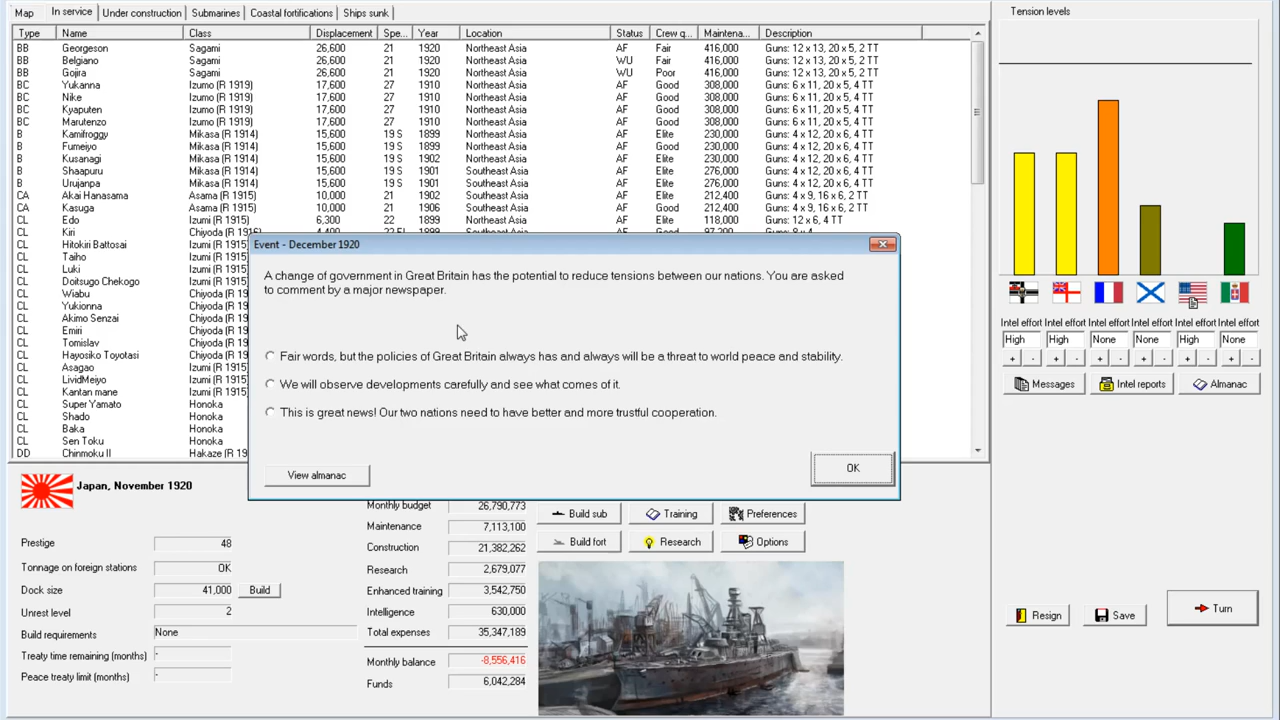 Map In service Under construction Submarines Coastal fortifications Ships sunk
Type Name Class Displacement Spe... Year Location Status Crew q... Maintena... Description
BB Georgeson Sagami 26,600 21 1920 Northeast Asia AF Fair 416,000 Guns: 12 x 13, 20 x 5, 2 TT
BB Belgiano Sagami 26,600 21 1920 Northeast Asia WU Fair 416,000 Guns: 12 x 13, 20 x 5, 2 TT
BB Gojira Sagami 26,600 21 1920 Northeast Asia WU Poor 416,000 Guns: 12 x 13, 20 x 5, 2 TT
BC Yukanna Izumo (R 1919) 17,600 27 1910 Northeast Asia AF Good 308,000 Guns: 6 x 11, 20 x 5, 4 TT
BC Nike Izumo (R 1919) 17,600 27 1910 Northeast Asia AF Good 308,000 Guns: 6 x 11, 20 x 5, 4 TT
BC Kyaputen Izumo (R 1919) 17,600 27 1910 Northeast Asia AF Good 308,000 Guns: 6 x 11, 20 x 5, 4 TT
BC Marutenzo Izumo (R 1919) 17,600 27 1910 Northeast Asia AF Good 308,000 Guns: 6 x 11, 20 x 5, 4 TT
B Kamifroggy Mikasa (R 1914) 15,600 19 S 1899 Northeast Asia AF Elite 230,000 Guns: 4 x 12, 20 x 6, 4 TT
B Fumeiyo Mikasa (R 1914) 15,600 19 S 1899 Northeast Asia AF Good 230,000 Guns: 4 x 12, 20 x 6, 4 TT
B Kusanagi Mikasa (R 1914) 15,600 19 S 1902 Northeast Asia AF Elite 230,000 Guns: 4 x 12, 20 x 6, 4 TT
B Shaapuru Mikasa (R 1914) 15,600 19 S 1901 Southeast Asia AF Elite 276,000 Guns: 4 x 12, 20 x 6, 4 TT
B Urujanpa Mikasa (R 1914) 15,600 19 S 1901 Southeast Asia AF Elite 276,000 Guns: 4 x 12, 20 x 6, 4 TT
CA Akai Hanasama Asama (R 1915) 10,000 21 1902 Southeast Asia AF Elite 212,400 Guns: 4 x 9, 16 x 6, 2 TT
CA Kasuga Asama (R 1915) 10,000 21 1906 Southeast Asia AF Good 212,400 Guns: 4 x 9, 16 x 6, 2 TT
CL Edo Izumi (R 1915) 6,300 22 1899 Northeast Asia AF Elite 118,000 Guns: 12 x 6, 4 TT
CL Kiri
CL Hitokiri Battosai Izumi (R 1915)
CL Taiho Izumi (R 1915)
CL Luki Izumi (R 1915)
CL Doitsugo Chekogo Izumi (R 1915)
CL Wiabu Chiyoda (R 19
CL Yukionna Chiyoda (R 19
CL Akimo Senzai Chiyoda (R 19
CL Emiri Chiyoda (R 19
CL Tomislav Chiyoda (R 19
CL Hayosiko Toyotasi Chiyoda (R 19
CL Asagao Izumi (R 1915
CL LividMeiyo Izumi (R 1915
CL Kantan mane Izumi (R 1915
CL Super Yamato Honoka
CL Shado Honoka
CL Baka Honoka
CL Sen Toku Honoka
DD Chinmoku II Hakaze (R 191
Event - December 1920
A change of government in Great Britain has the potential to reduce tensions between our nations. You are asked
to comment by a major newspaper.
Fair words, but the policies of Great Britain always has and always will be a threat to world peace and stability.
We will observe developments carefully and see what comes of it.
This is great news! Our two nations need to have better and more trustful cooperation.
View almanac OK
Tension levels
Intel effort Intel effort Intel effort Intel effort Intel effort Intel effort
High High None None High None
+ - + - + - + - + - + -
Messages Intel reports Almanac
Japan, November 1920
Prestige 48
Tonnage on foreign stations OK
Dock size 41,000 Build
Unrest level 2
Build requirements None
Treaty time remaining (months) -
Peace treaty limit (months) -
Monthly budget 26,790,773
Maintenance 7,113,100
Construction 21,382,262
Research 2,679,077
Enhanced training 3,542,750
Intelligence 630,000
Total expenses 35,347,189
Monthly balance -8,556,416
Funds 6,042,284
Build sub Training Preferences
Build fort Research Options
Resign Save Turn